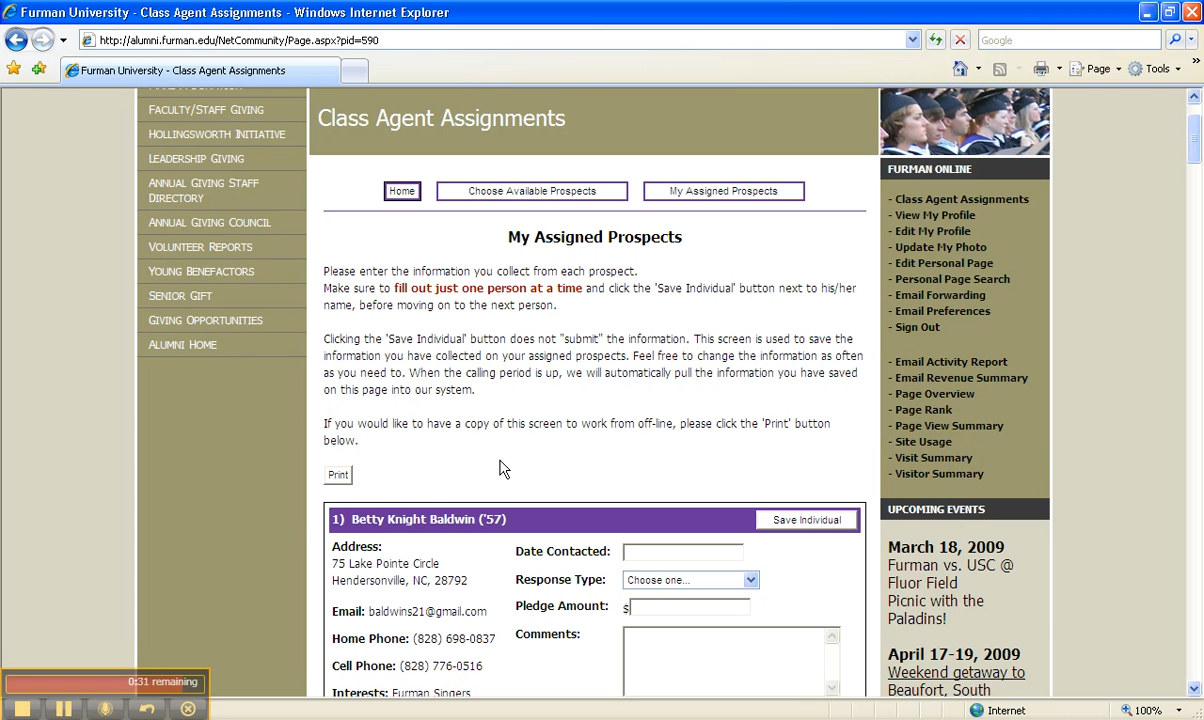 Furman University - Class Agent Assignments - Windows Internet Explorer
http://alumni.furman.edu/NetCommunity/Page.aspx?pid=590
Google
Furman University - Class Agent Assignments
Page
Tools
FACULTY/STAFF GIVING
HOLLINGSWORTH INITIATIVE
LEADERSHIP GIVING
ANNUAL GIVING STAFF
DIRECTORY
ANNUAL GIVING COUNCIL
VOLUNTEER REPORTS
YOUNG BENEFACTORS
SENIOR GIFT
GIVING OPPORTUNITIES
ALUMNI HOME
Class Agent Assignments
Home
Choose Available Prospects
My Assigned Prospects
My Assigned Prospects
Please enter the information you collect from each prospect.
Make sure to fill out just one person at a time and click the 'Save Individual' button next to his/her
name, before moving on to the next person.
Clicking the 'Save Individual' button does not "submit" the information. This screen is used to save the
information you have collected on your assigned prospects. Feel free to change the information as often
as you need to. When the calling period is up, we will automatically pull the information you have saved
on this page into our system.
If you would like to have a copy of this screen to work from off-line, please click the 'Print' button
below.
Print
1) Betty Knight Baldwin ('57)
Save Individual
Address:
75 Lake Pointe Circle
Hendersonville, NC, 28792
Email: baldwins21@gmail.com
Home Phone: (828) 698-0837
Cell Phone: (828) 776-0516
Interests: Furman Singers
Date Contacted:
Response Type: Choose one...
Pledge Amount: $
Comments:
FURMAN ONLINE
- Class Agent Assignments
- View My Profile
- Edit My Profile
- Update My Photo
- Edit Personal Page
- Personal Page Search
- Email Forwarding
- Email Preferences
- Sign Out
- Email Activity Report
- Email Revenue Summary
- Page Overview
- Page Rank
- Page View Summary
- Site Usage
- Visit Summary
- Visitor Summary
UPCOMING EVENTS
March 18, 2009
Furman vs. USC @
Fluor Field
Picnic with the
Paladins!
April 17-19, 2009
Weekend getaway to
Beaufort, South
0:31 remaining
Internet
100%